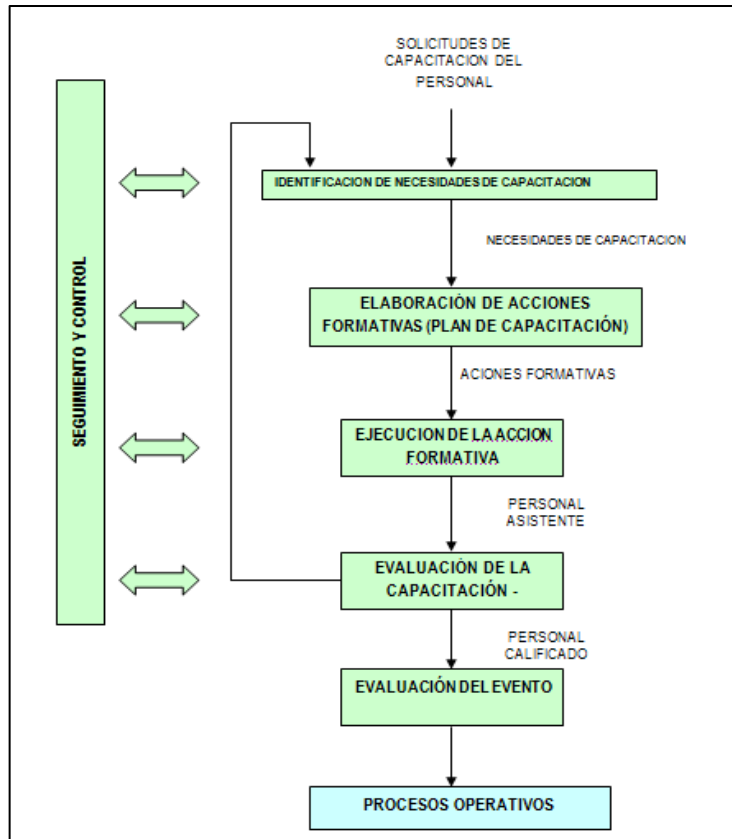 SOLICITUDES DE
CAPACITACION DEL
PERSONAL
IDENTIFICACION DE NECESIDADES DE CAPACITACION
NECESIDADES DE CAPACITACION
SEGUIMIENTO Y CONTROL
ELABORACIÓN DE ACCIONES
FORMATIVAS (PLAN DE CAPACITACIÓN)
ACIONES FORMATIVAS
EJECUCION DE LA ACCION
FORMATIVA
PERSONAL
ASISTENTE
EVALUACIÓN DE LA
CAPACITACIÓN -
PERSONAL
CALIFICADO
EVALUACIÓN DEL EVENTO
PROCESOS OPERATIVOS